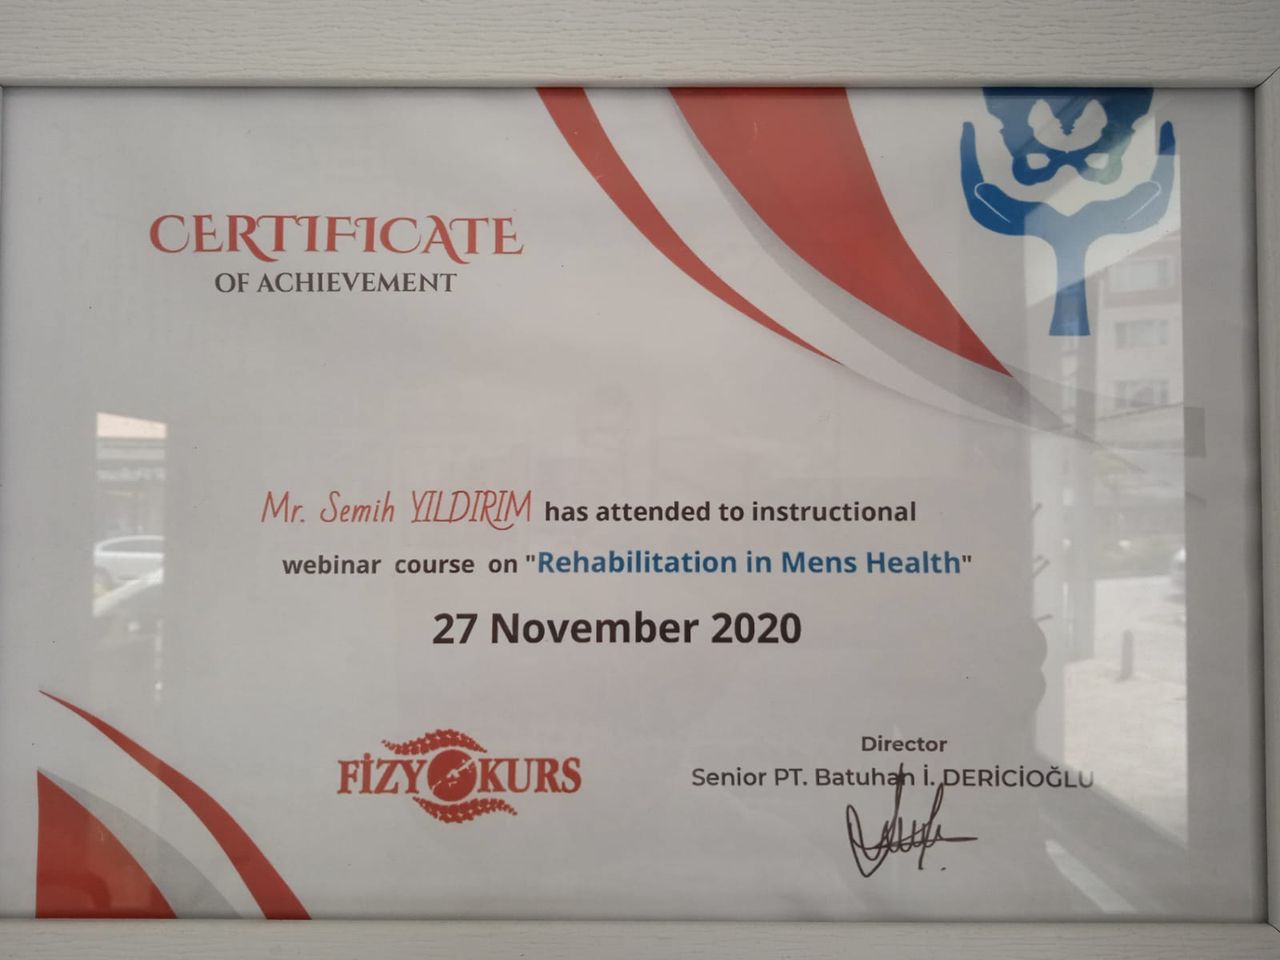 CERTIFICATE
OF ACHIEVEMENT
Mr. Semih YILDIRIM has attended to instructional
webinar course on "Rehabilitation in Mens Health"
27 November 2020
FİZYOKURS
Director
Senior PT. Batuhan İ. DERİCİOĞLU